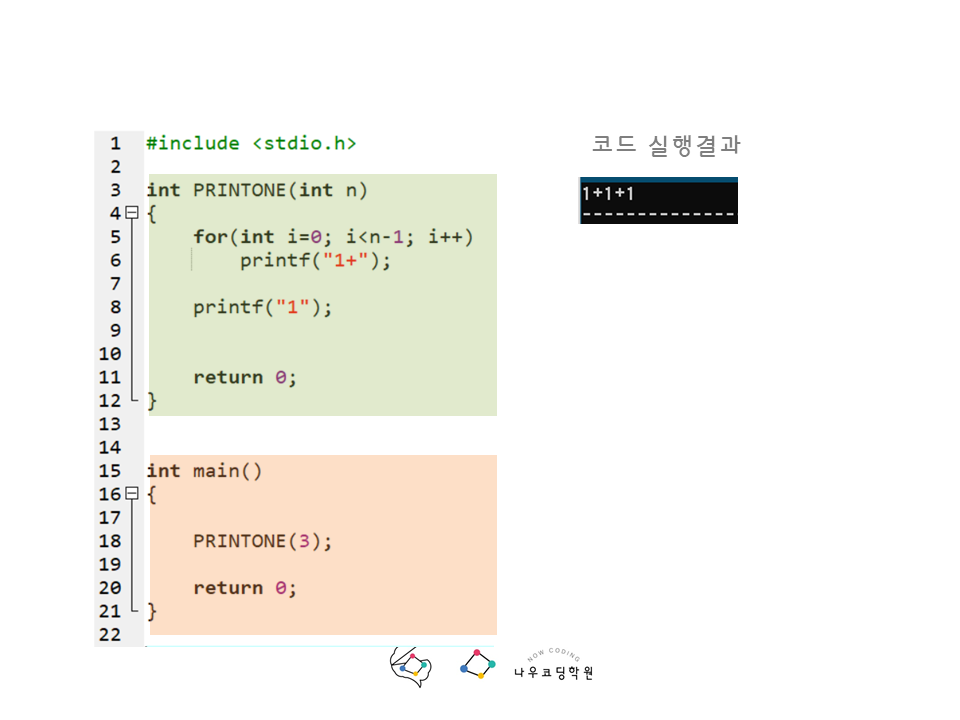 1 #include <stdio.h>
2
3 int PRINTONE(int n)
4 {
5 for(int i=0; i<n-1; i++)
6 printf("1+");
7
8 printf("1");
9
10
11 return 0;
12 }
13
14
15 int main()
16 {
17
18 PRINTONE(3);
19
20 return 0;
21 }
22
코드 실행결과
1+1+1
--------------
NOW CODING
나우코딩학원